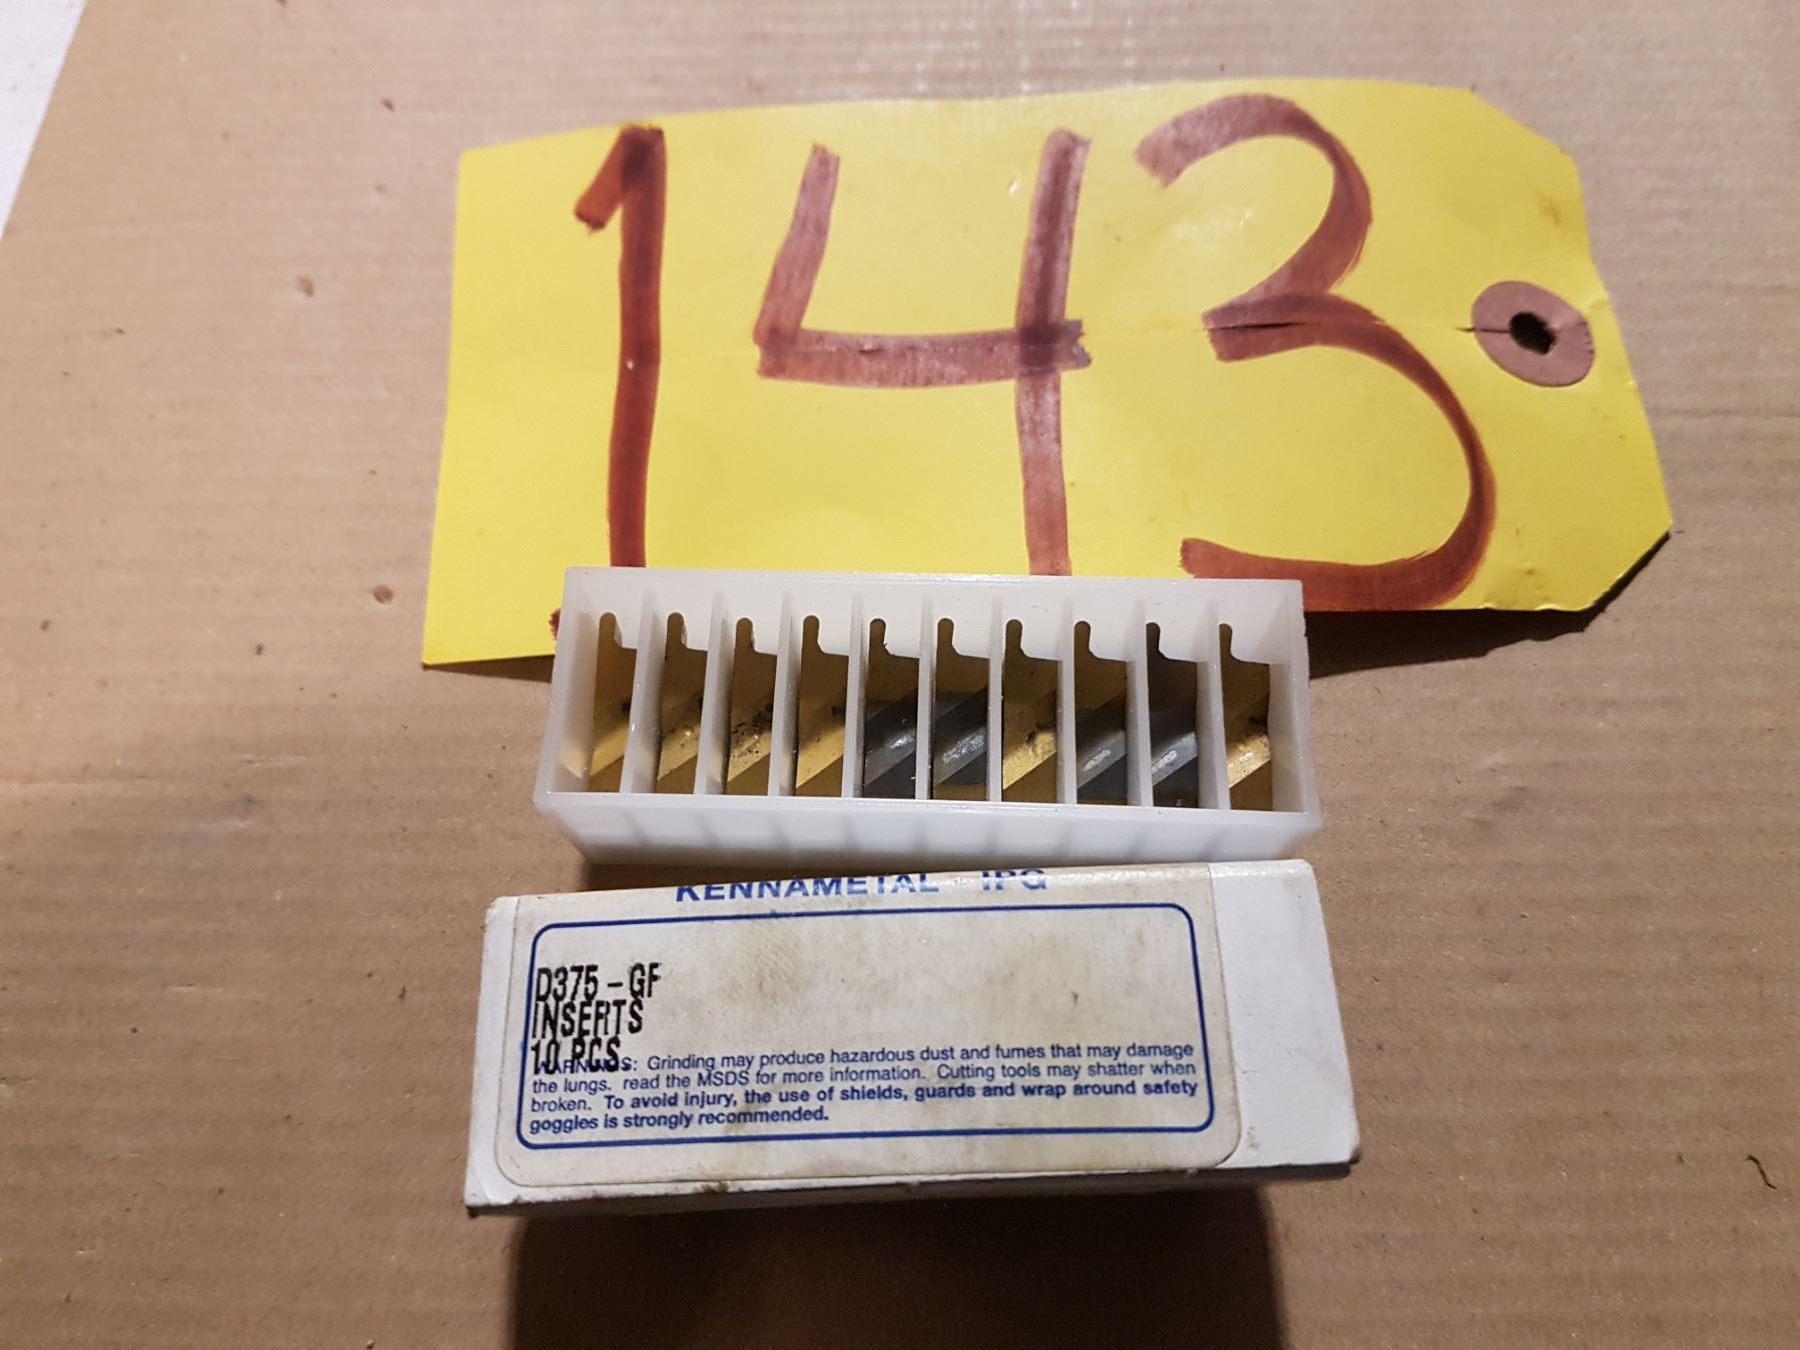 143
KENNAMETAL IPG
D375-GF
INSERTS
10 PCS
WARNINGS: Grinding may produce hazardous dust and fumes that may damage
the lungs. read the MSDS for more information. Cutting tools may shatter when
broken. To avoid injury, the use of shields, guards and wrap around safety
goggles is strongly recommended.